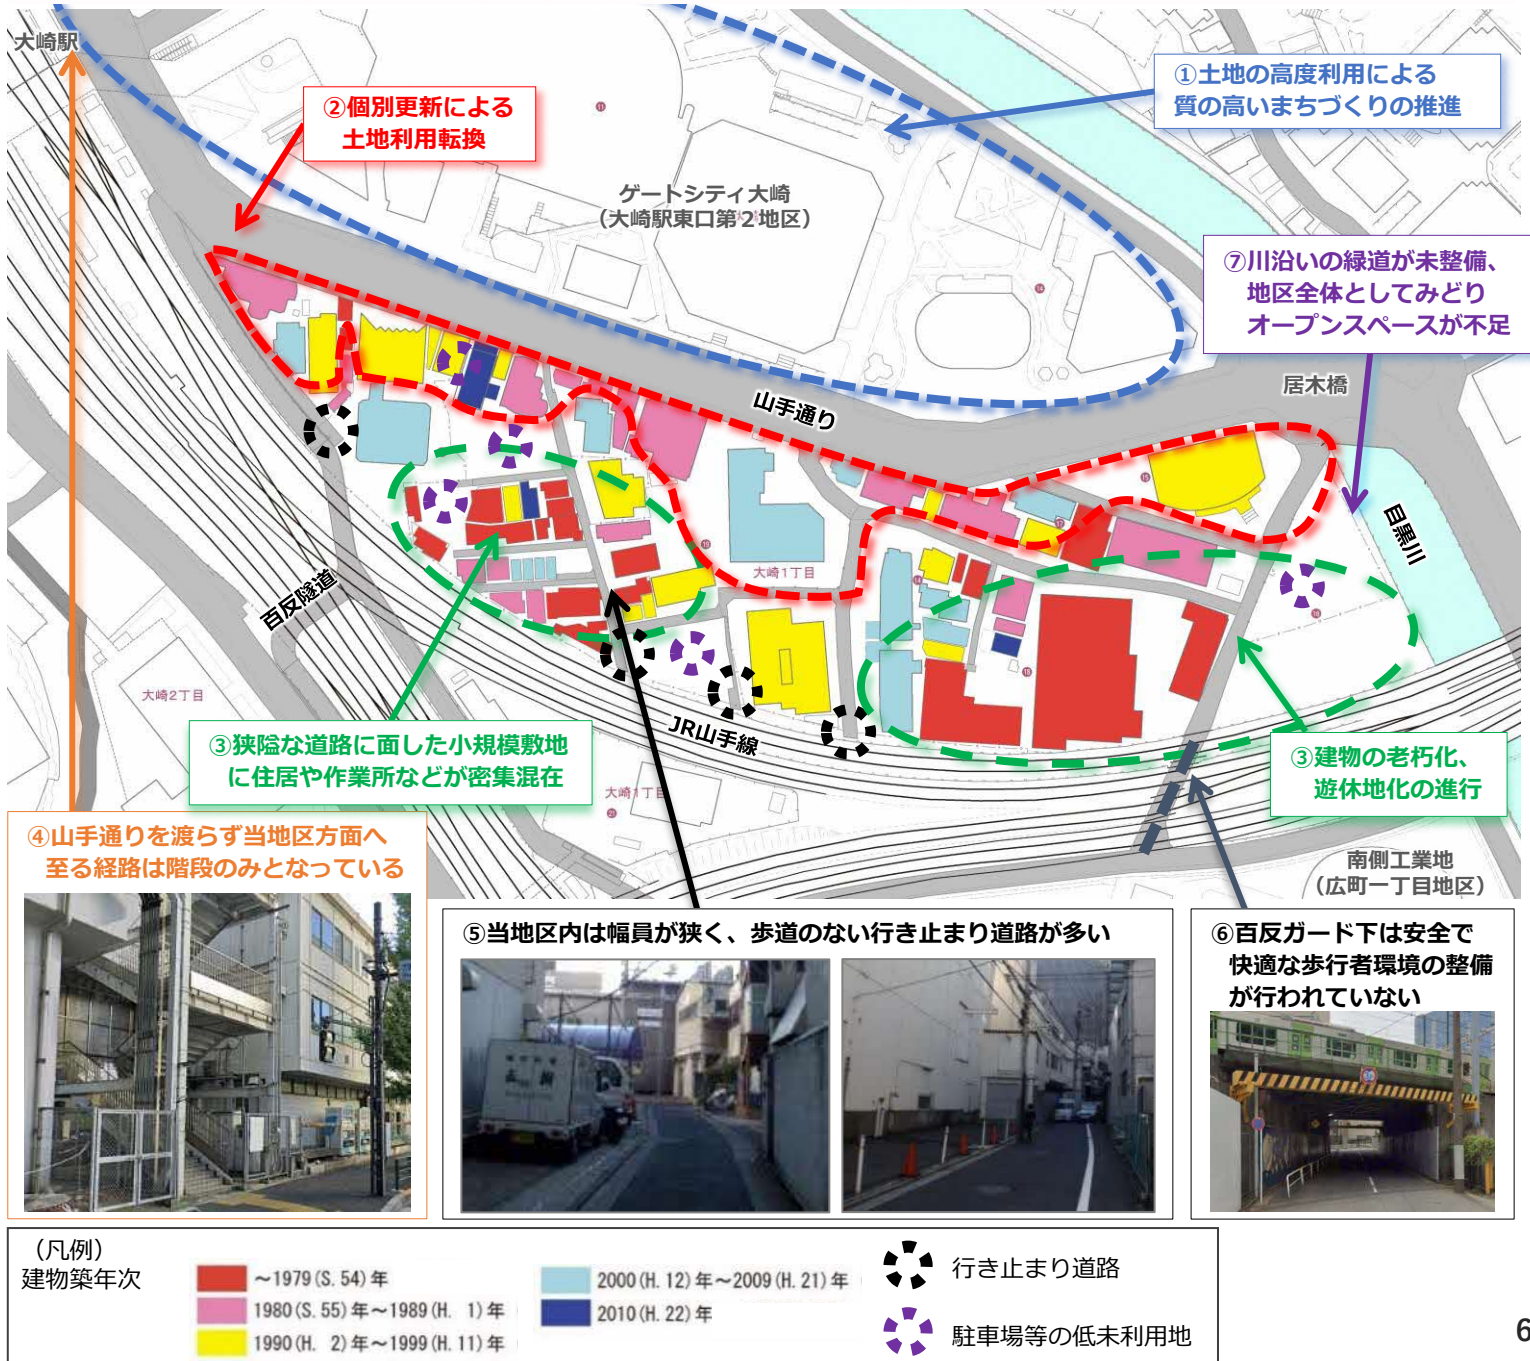 大崎駅
①土地の高度利用による
質の高いまちづくりの推進
②個別更新による
土地利用転換
11
ゲートシティ大崎
（大崎駅東口第２地区）
14
⑦川沿いの緑道が未整備、
地区全体としてみどり
オープンスペースが不足
居木橋
山手通り
15
目黒川
17
19
大崎1丁目
14
16
百反隧道
18
大崎2丁目
JR山手線
③狭隘な道路に面した小規模敷地
に住居や作業所などが密集混在
③建物の老朽化、
遊休地化の進行
大崎1丁目
21
④山手通りを渡らず当地区方面へ
至る経路は階段のみとなっている
南側工業地
（広町一丁目地区）
⑤当地区内は幅員が狭く、歩道のない行き止まり道路が多い
⑥百反ガード下は安全で
快適な歩行者環境の整備
が行われていない
（凡例）
建物築年次
～1979(S. 54)年
1980(S. 55)年～1989(H. 1)年
1990(H. 2)年～1999(H. 11)年
2000(H. 12)年～2009(H. 21)年
2010(H. 22)年
行き止まり道路
駐車場等の低未利用地
6